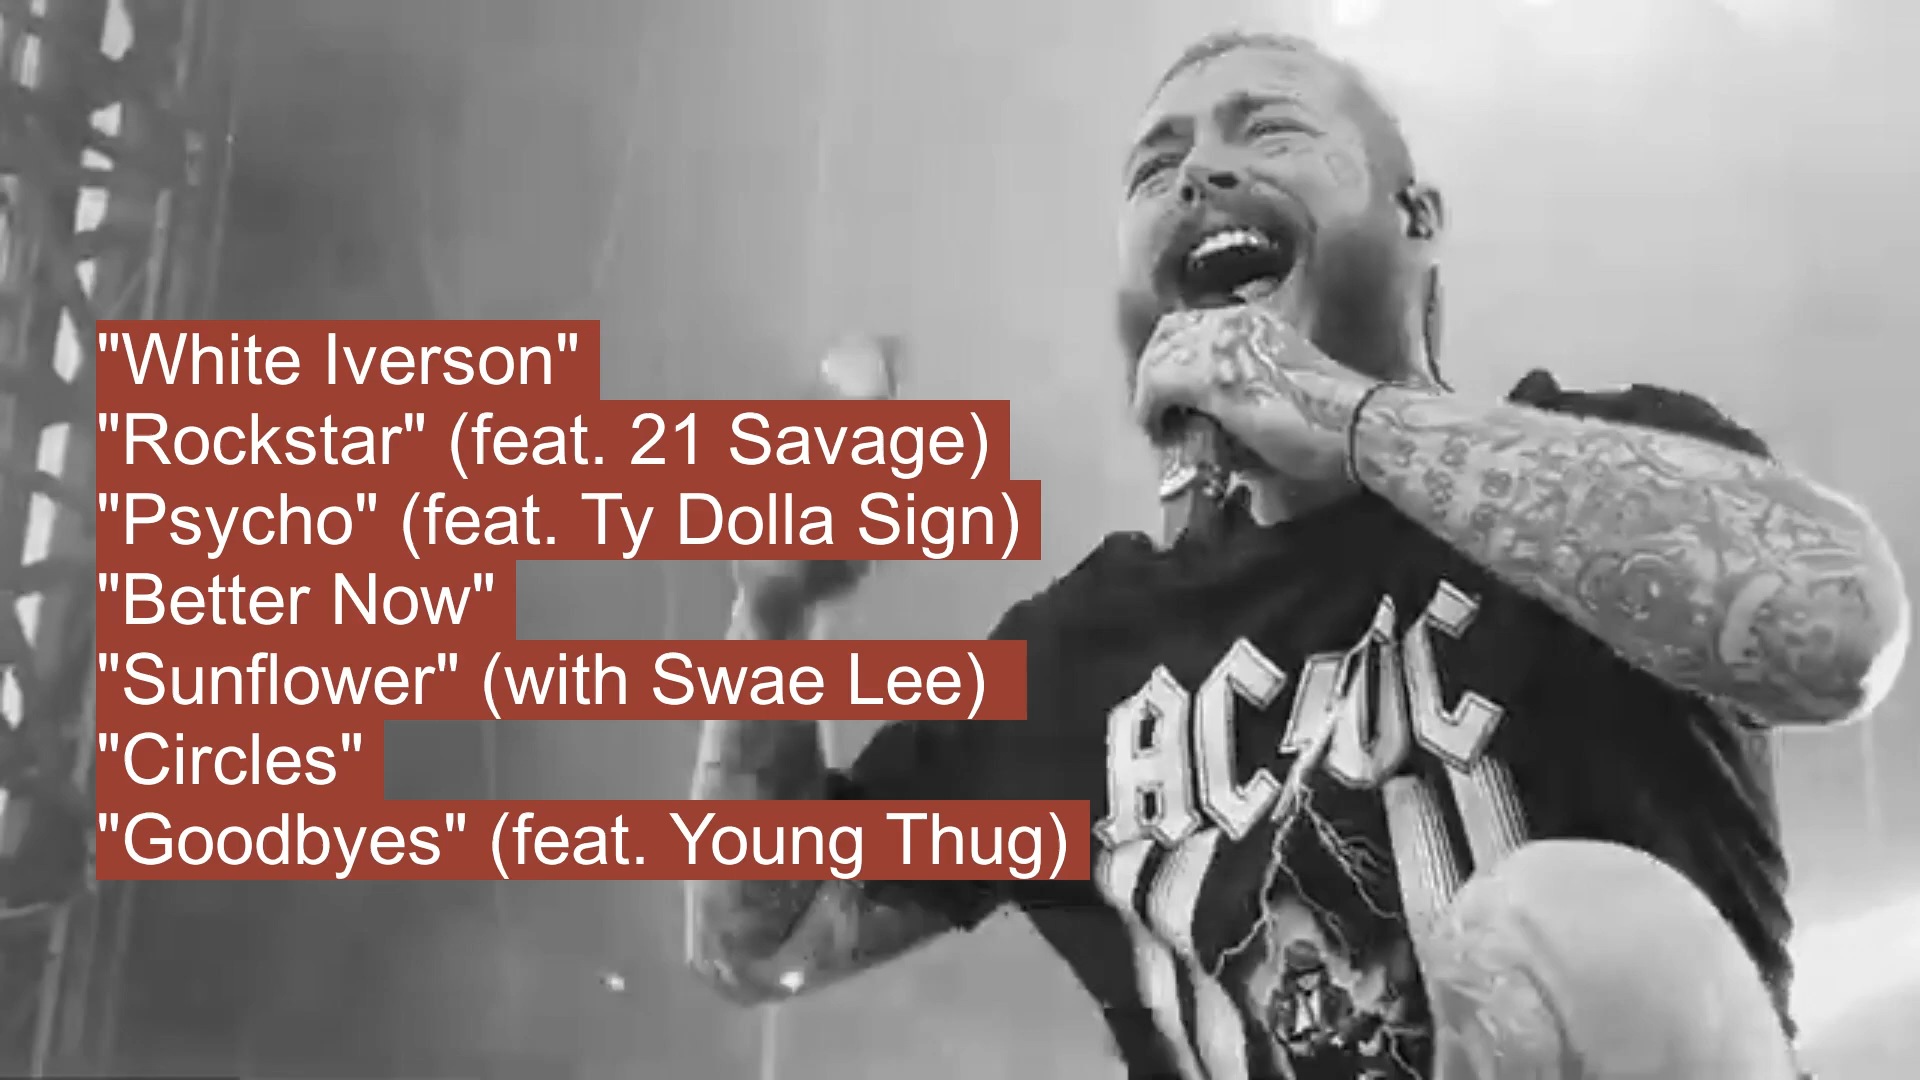 "White Iverson"
"Rockstar" (feat. 21 Savage)
"Psycho" (feat. Ty Dolla Sign)
"Better Now"
"Sunflower" (with Swae Lee)
"Circles"
"Goodbyes" (feat. Young Thug)
AC DC